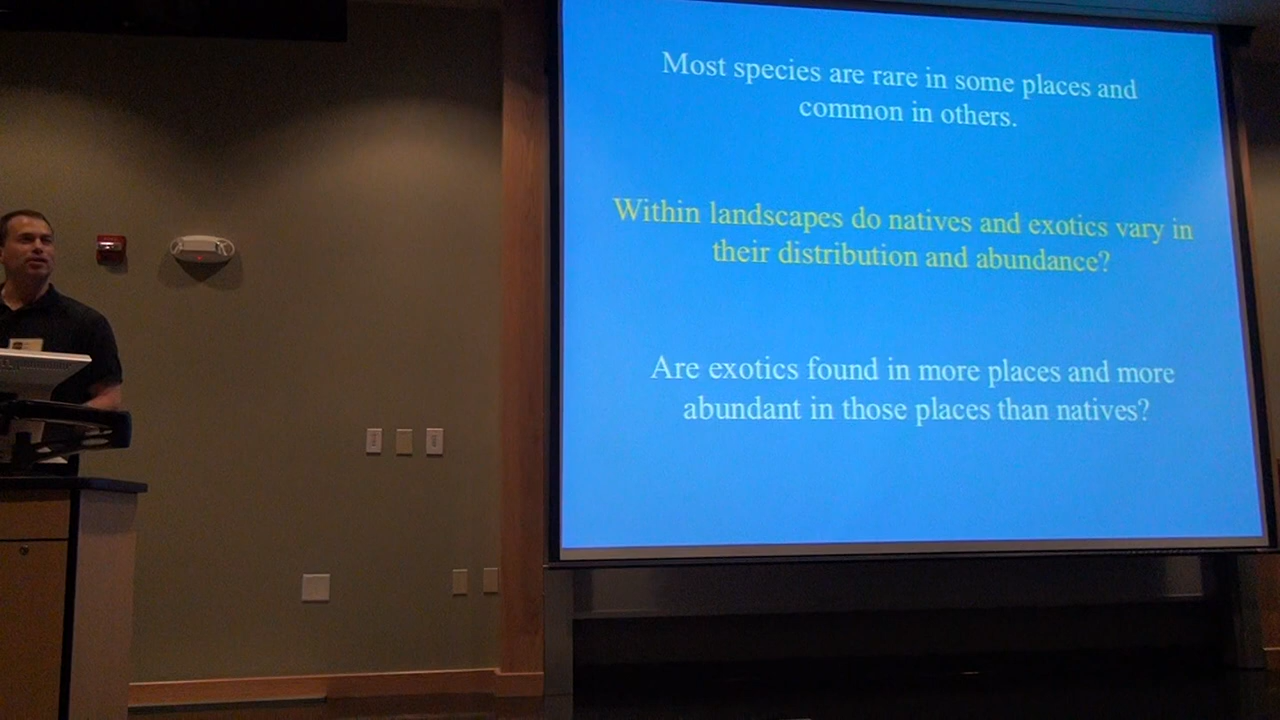 Most species are rare in some places and
common in others.
Within landscapes do natives and exotics vary in
their distribution and abundance?
Are exotics found in more places and more
abundant in those places than natives?